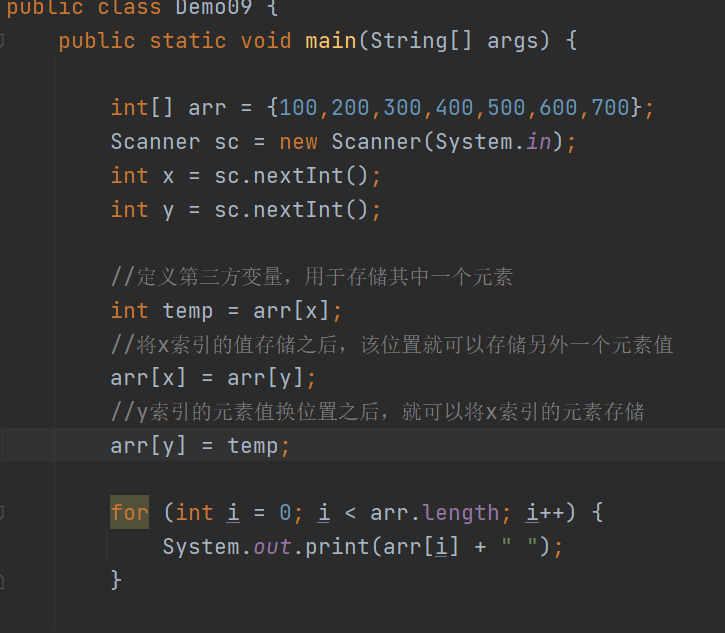 public class Demo09 {
public static void main(String[] args) {
int[] arr = {100,200,300,400,500,600,700};
Scanner sc = new Scanner(System.in);
int x = sc.nextInt();
int y = sc.nextInt();
//定义第三方变量，用于存储其中一个元素
int temp = arr[x];
//将x索引的值存储之后，该位置就可以存储另外一个元素值
arr[x] = arr[y];
//y索引的元素值换位置之后，就可以将x索引的元素存储
arr[y] = temp;
for (int i = 0; i < arr.length; i++) {
System.out.print(arr[i] + " ");
}